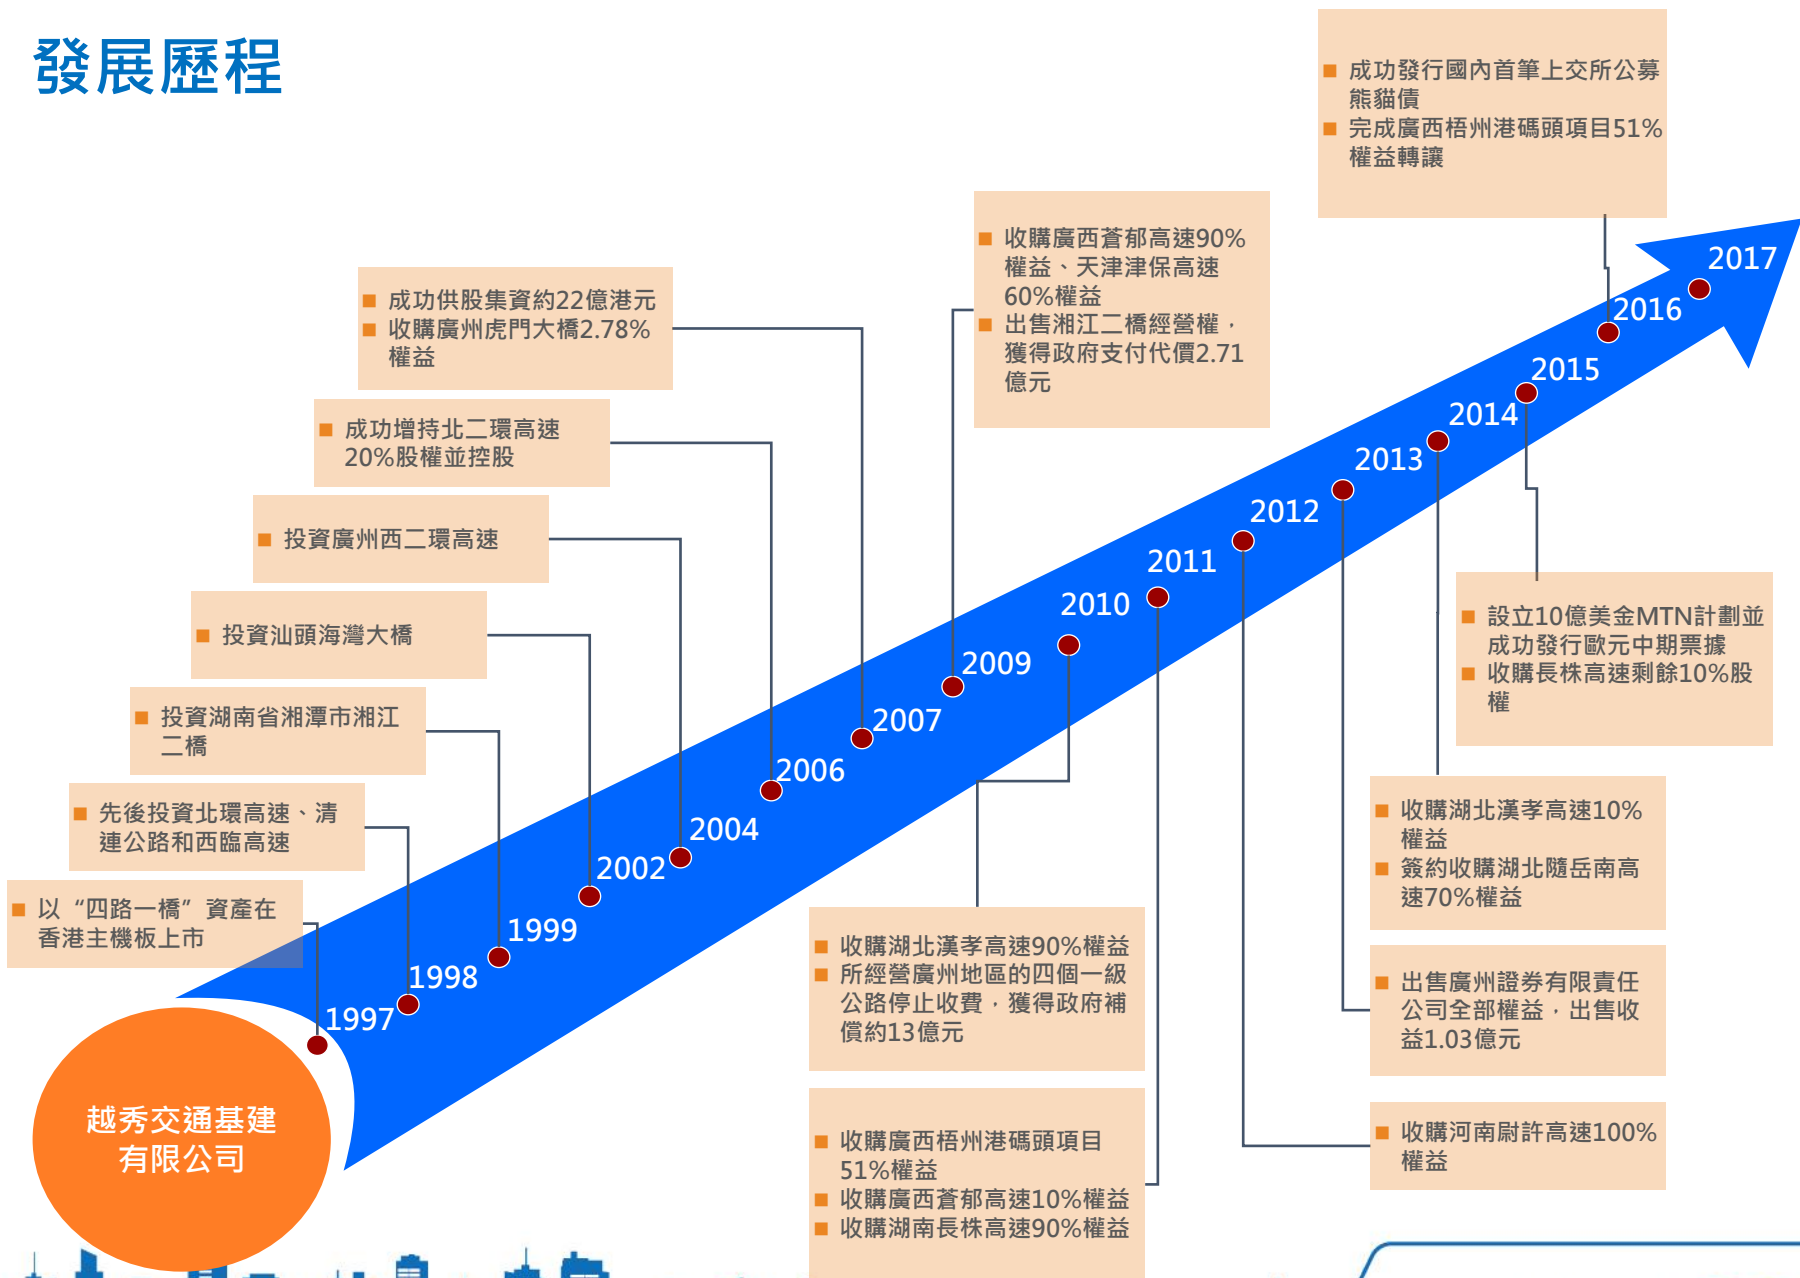 發展歷程
成功發行國內首筆上交所公募
熊貓債
完成廣西梧州港碼頭項目51%
權益轉讓
收購廣西蒼郁高速90%
權益、天津津保高速
60%權益
出售湘江二橋經營權，
獲得政府支付代價2.71
億元
成功供股集資約22億港元
收購廣州虎門大橋2.78%
權益
成功增持北二環高速
20%股權並控股
投資廣州西二環高速
投資汕頭海灣大橋
投資湖南省湘潭市湘江
二橋
先後投資北環高速、清
連公路和西臨高速
以“四路一橋”資產在
香港主機板上市
2017
2016
2015
2014
2013
2012
2011
2010
2009
2007
2006
2004
2002
1999
1998
1997
越秀交通基建
有限公司
設立10億美金MTN計劃並
成功發行歐元中期票據
收購長株高速剩餘10%股
權
收購湖北漢孝高速10%
權益
簽約收購湖北隨岳南高
速70%權益
出售廣州證券有限責任
公司全部權益，出售收
益1.03億元
收購河南尉許高速100%
權益
收購湖北漢孝高速90%權益
所經營廣州地區的四個一級
公路停止收費，獲得政府補
償約13億元
收購廣西梧州港碼頭項目
51%權益
收購廣西蒼郁高速10%權益
收購湖南長株高速90%權益